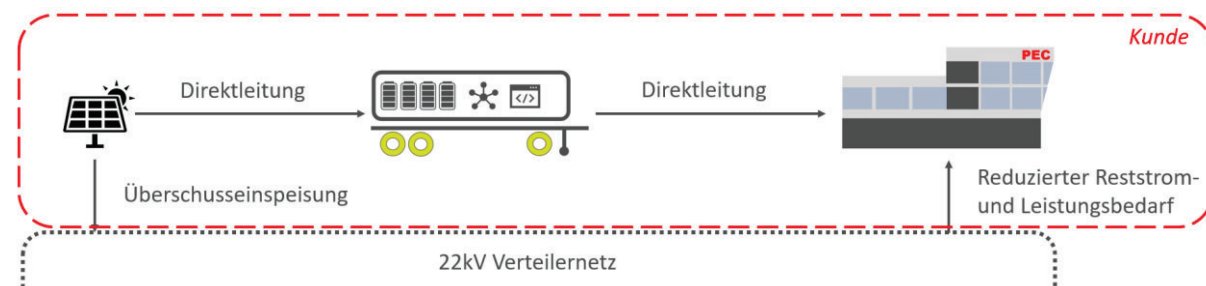 Kunde
PEC
Direktleitung
</>
Direktleitung
Überschusseinspeisung
Reduzierter Reststrom-
und Leistungsbedarf
22kV Verteilernetz